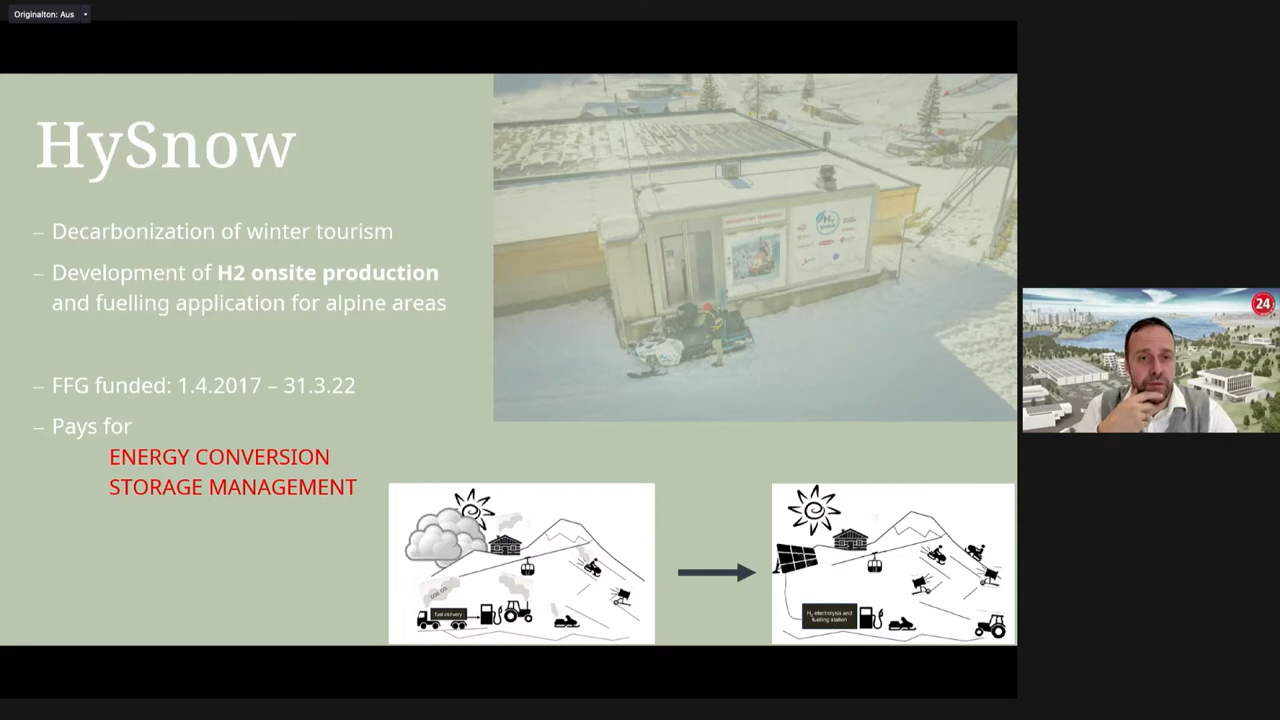 Originalton: Aus
HySnow
– Decarbonization of winter tourism
– Development of H2 onsite production
and fuelling application for alpine areas
– FFG funded: 1.4.2017 – 31.3.22
– Pays for
ENERGY CONVERSION
STORAGE MANAGEMENT
H2
24
fuel delivery
H2 electrolysis and
fuelling station